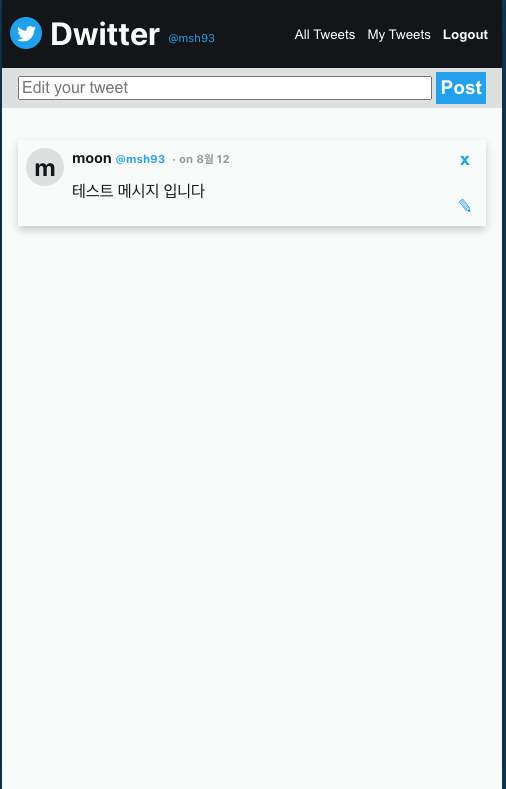 Dwitter @msh93 All Tweets My Tweets Logout
Edit your tweet Post
m moon @msh93 · on 8월 12 x
테스트 메시지 입니다